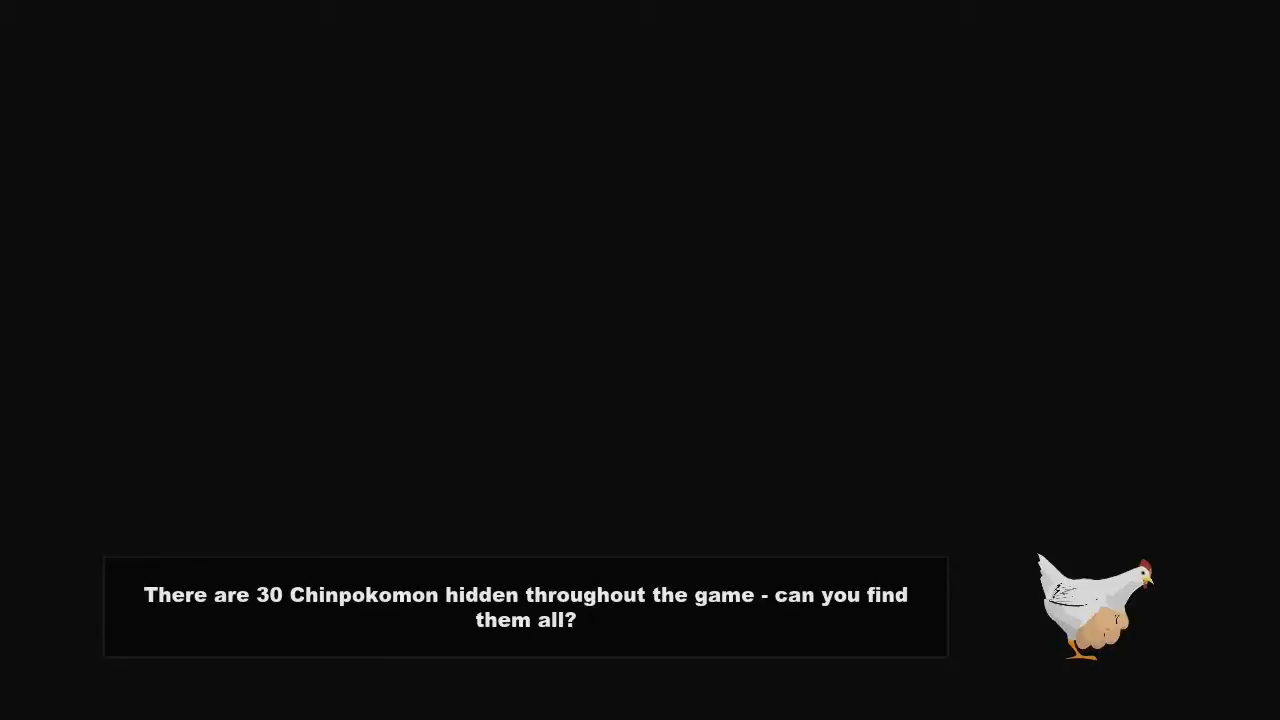 There are 30 Chinpokomon hidden throughout the game - can you find
them all?